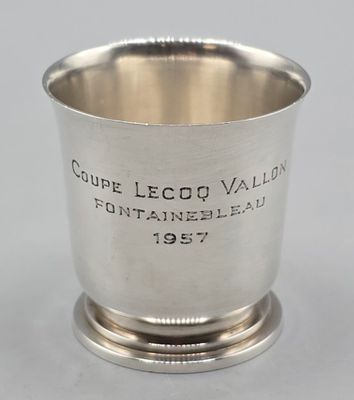 COUPE LECOQ VALLON
FONTAINEBLEAU
1957